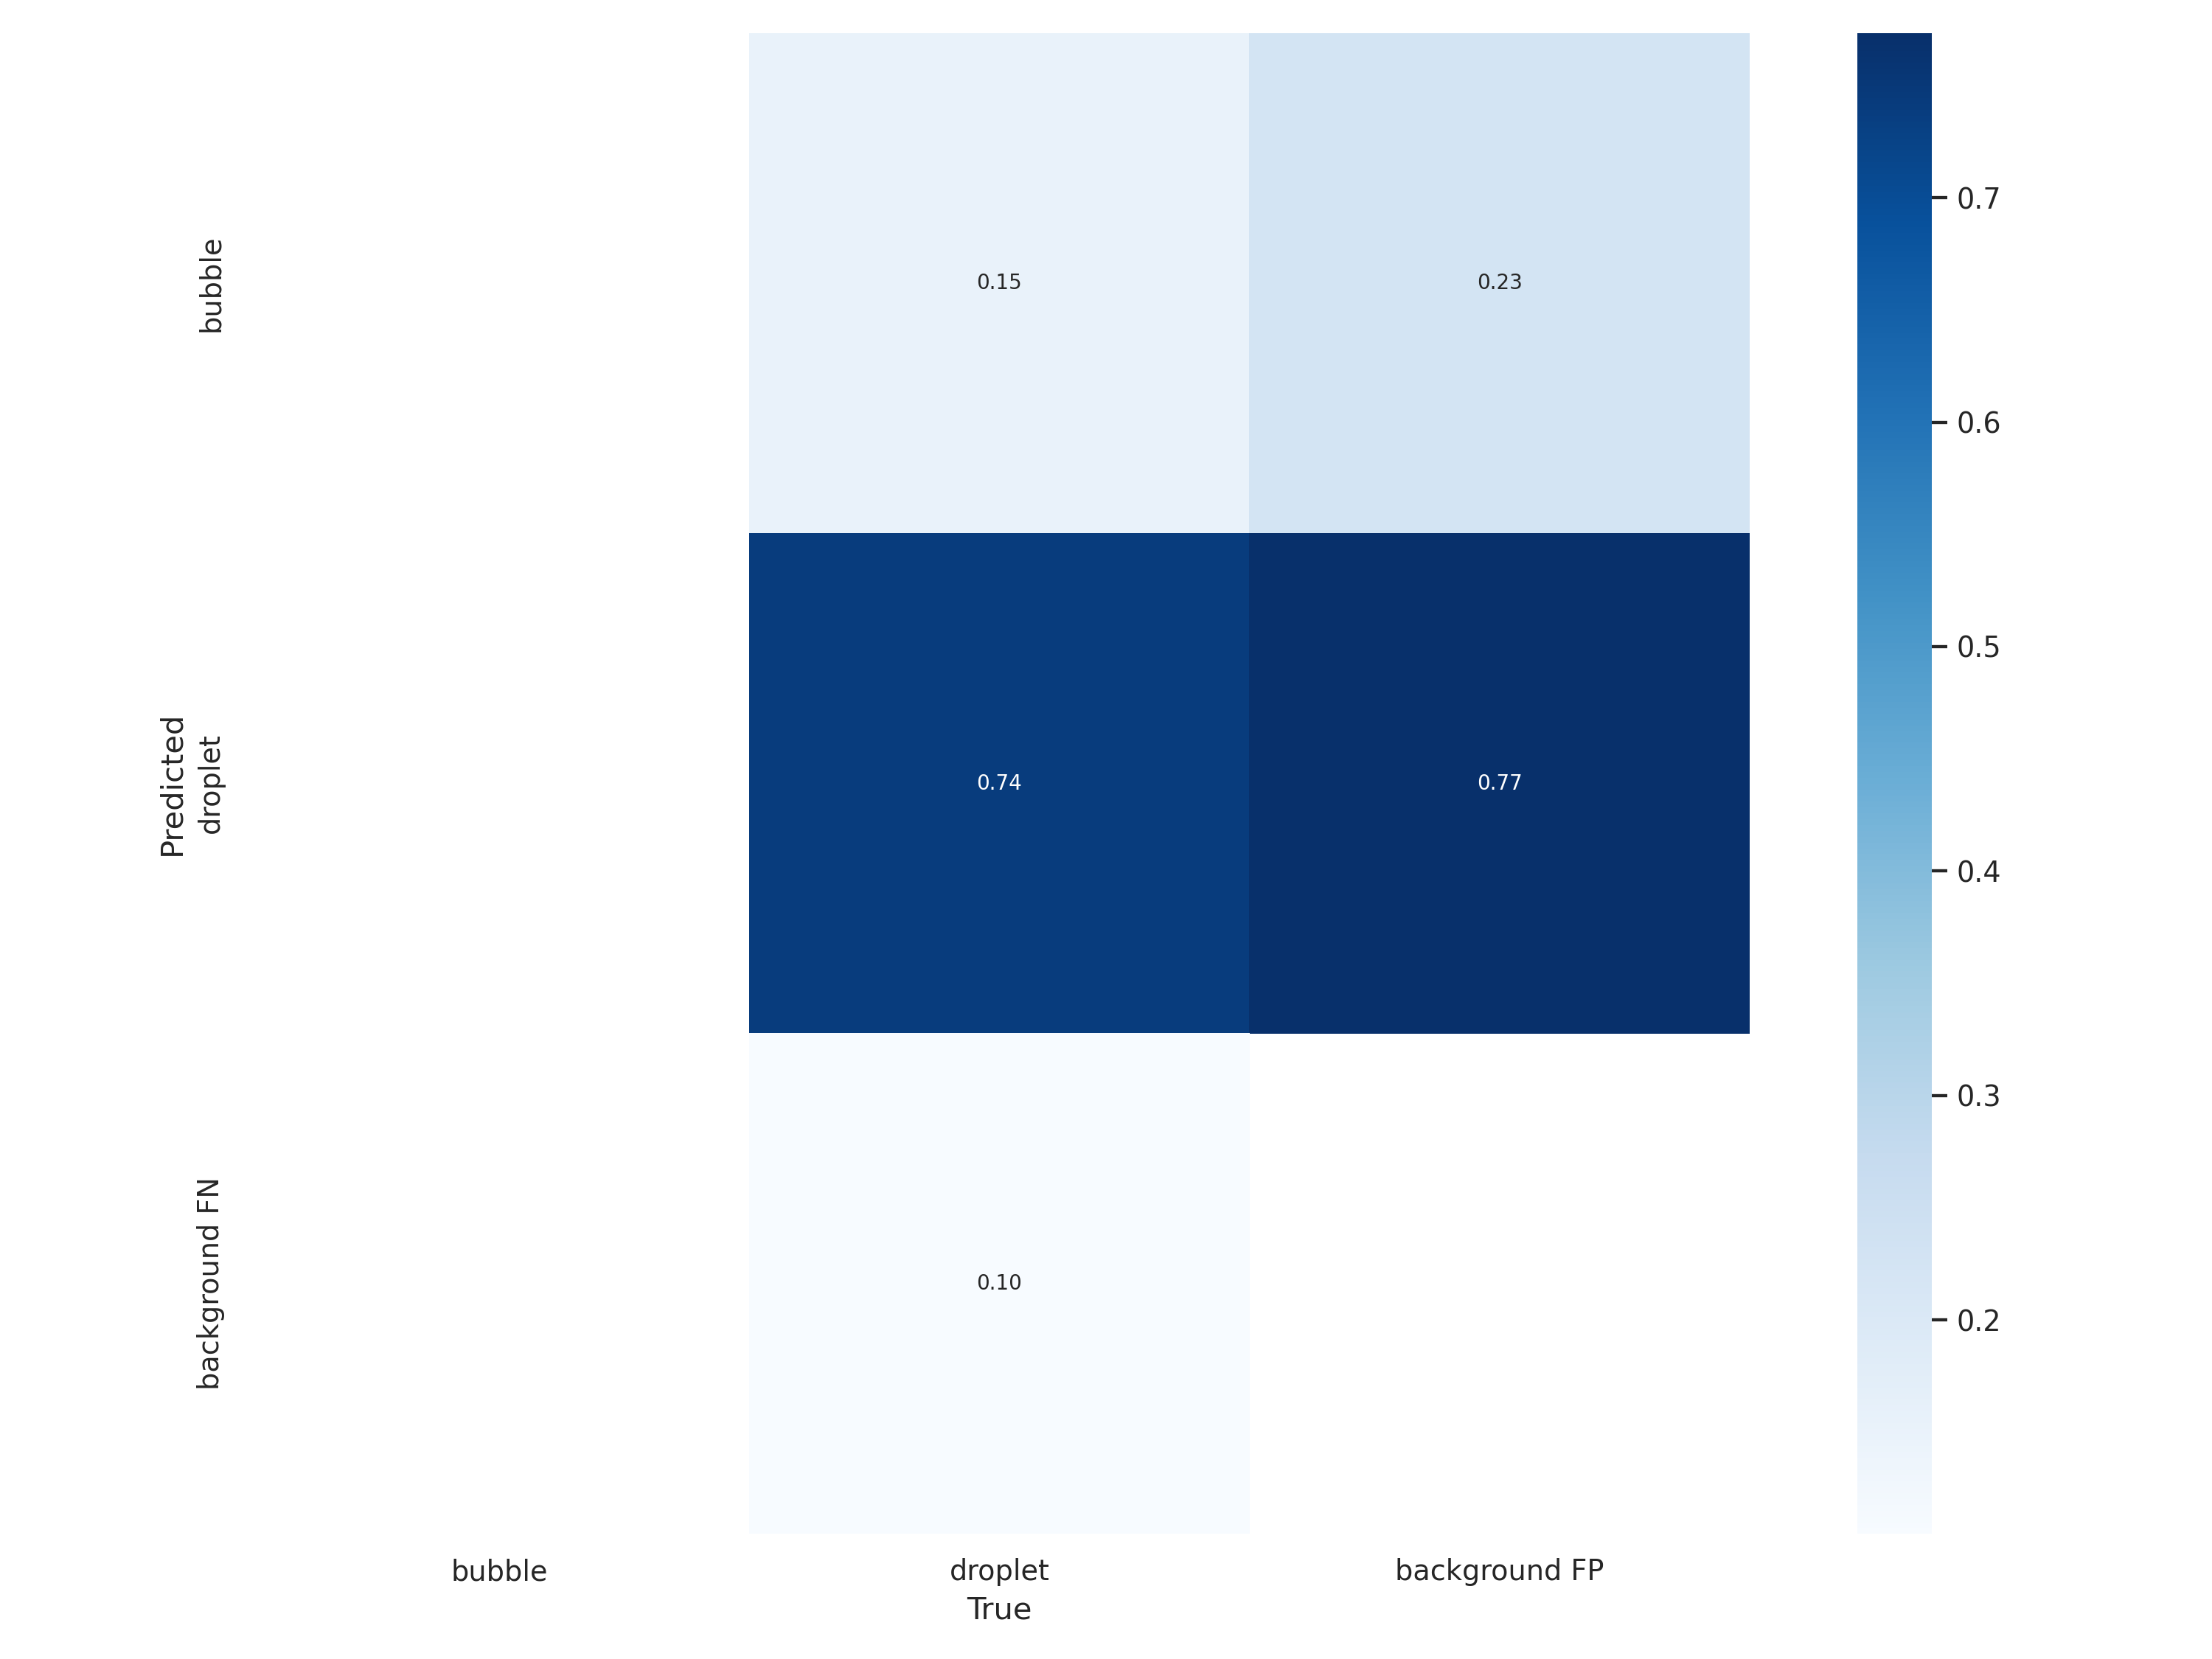 bubble
0.15
0.23
0.7
0.6
0.5
Predicted
droplet
0.74
0.77
0.4
0.3
background FN
0.10
0.2
bubble
droplet
background FP
True